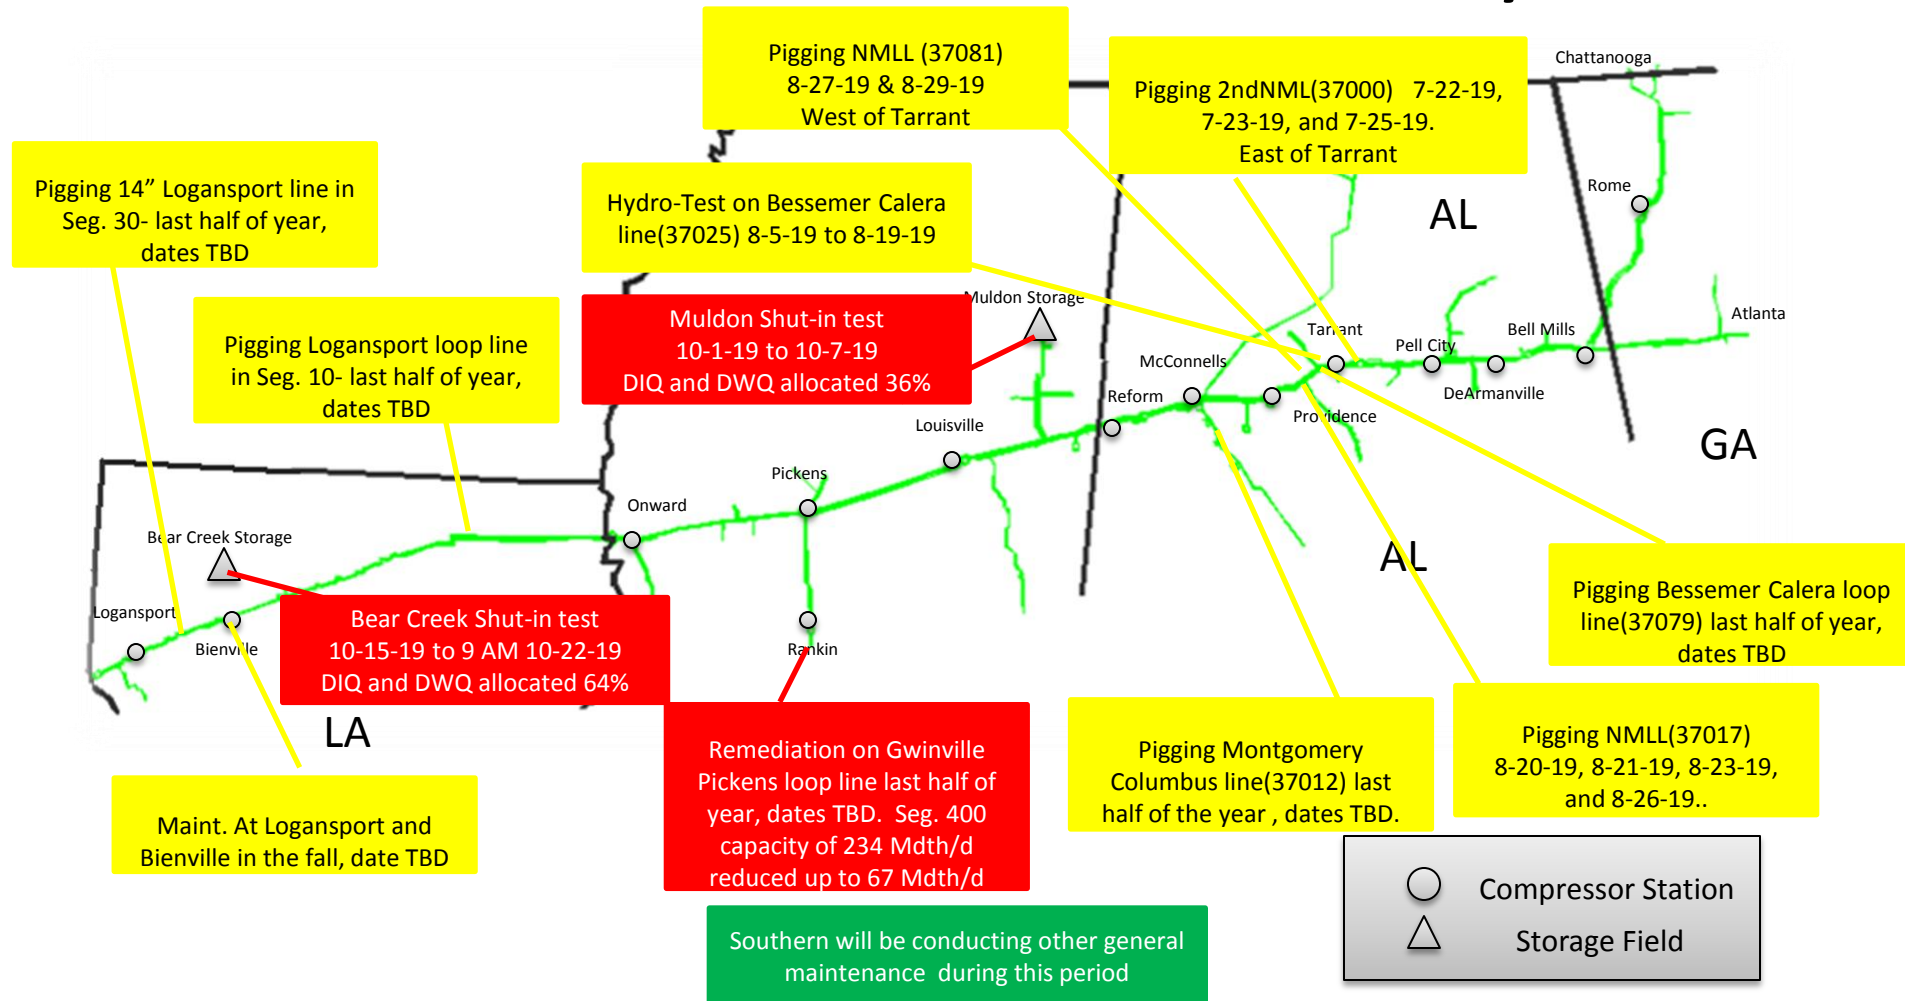 Pigging NMLL (37081)
8-27-19 & 8-29-19
West of Tarrant
Pigging 2ndNML(37000) 7-22-19,
7-23-19, and 7-25-19.
East of Tarrant
Chattanooga
Pigging 14” Logansport line in
Seg. 30- last half of year,
dates TBD
Hydro-Test on Bessemer Calera
line(37025) 8-5-19 to 8-19-19
Rome
AL
Pigging Logansport loop line
in Seg. 10- last half of year,
dates TBD
Muldon Shut-in test
10-1-19 to 10-7-19
DIQ and DWQ allocated 36%
Muldon Storage
Tarrant
Pell City
Bell Mills
Atlanta
McConnells
DeArmanville
Reform
Providence
Louisville
GA
Pickens
Onward
Bear Creek Storage
AL
Logansport
Bienville
Bear Creek Shut-in test
10-15-19 to 9 AM 10-22-19
DIQ and DWQ allocated 64%
Rankin
Pigging Bessemer Calera loop
line(37079) last half of year,
dates TBD
LA
Remediation on Gwinville
Pickens loop line last half of
year, dates TBD. Seg. 400
capacity of 234 Mdth/d
reduced up to 67 Mdth/d
Pigging Montgomery
Columbus line(37012) last
half of the year , dates TBD.
Pigging NMLL(37017)
8-20-19, 8-21-19, 8-23-19,
and 8-26-19..
Maint. At Logansport and
Bienville in the fall, date TBD
Compressor Station
Storage Field
Southern will be conducting other general
maintenance during this period